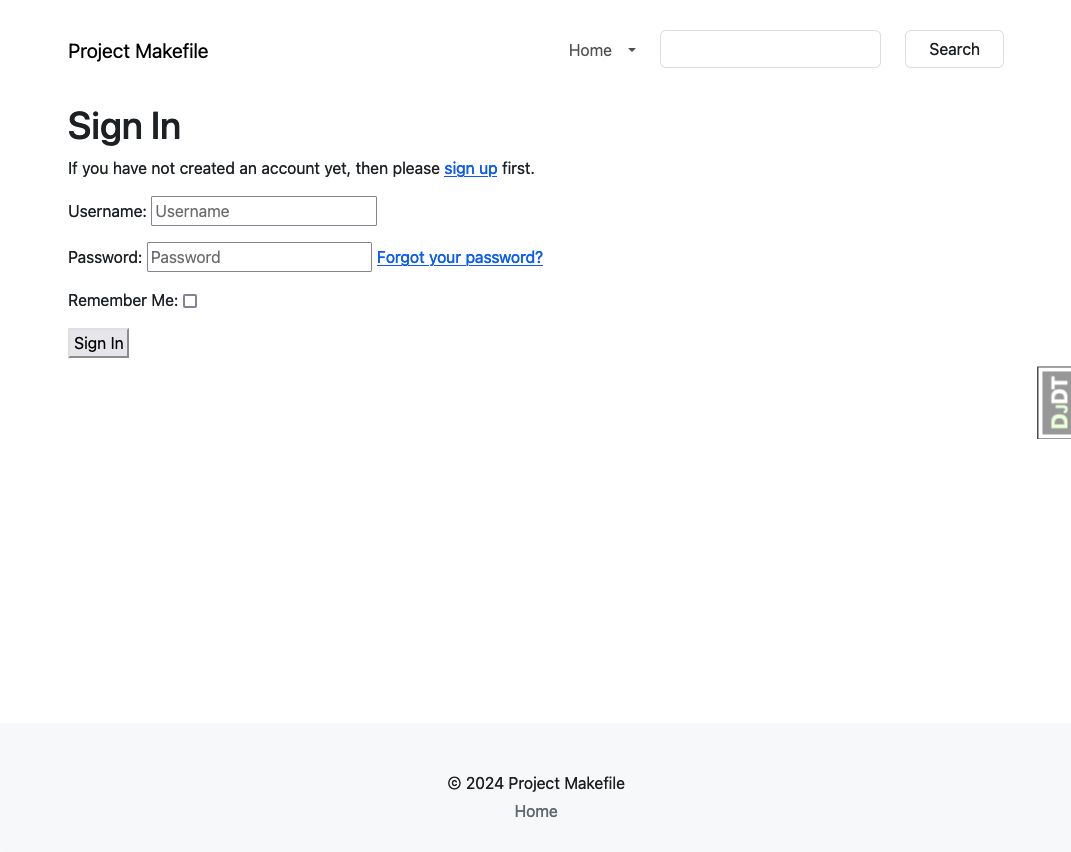 Project Makefile
Home
Search
Sign In
If you have not created an account yet, then please sign up first.
Username: Username
Password: Password Forgot your password?
Remember Me:
Sign In
DJDT
© 2024 Project Makefile
Home